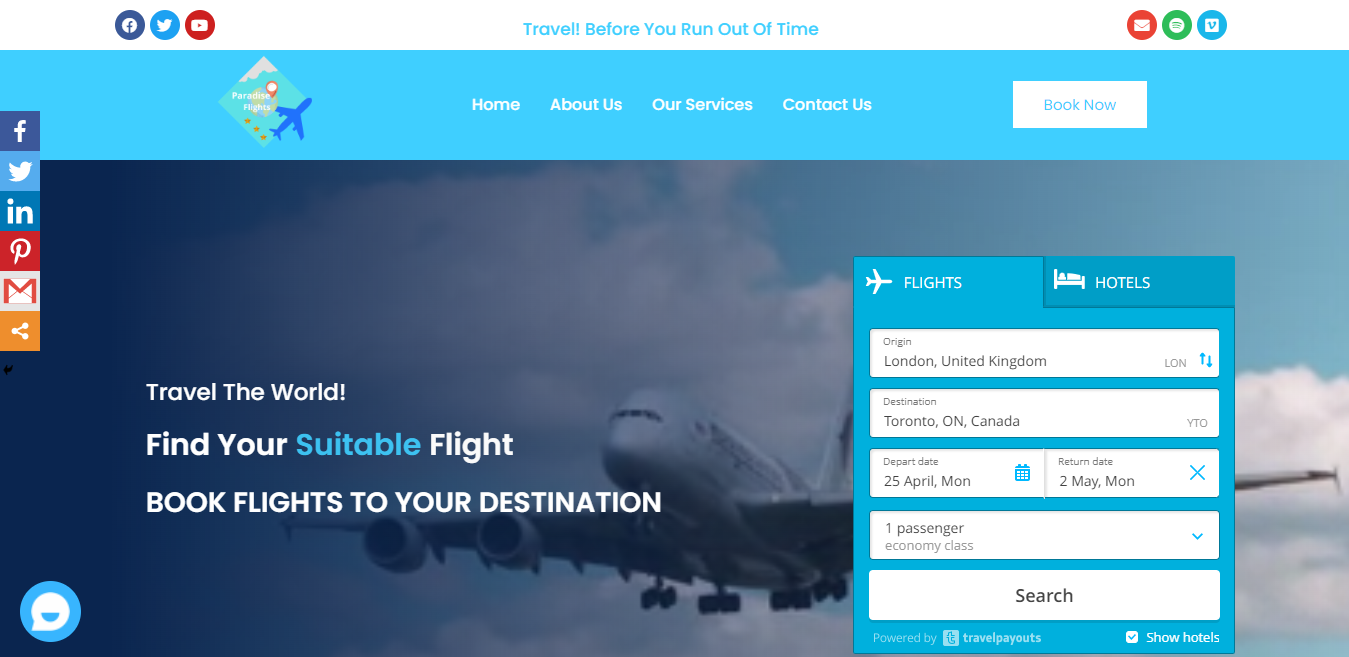 Travel! Before You Run Out Of Time
Paradise
Flights
Home About Us Our Services Contact Us
Book Now
FLIGHTS HOTELS
Origin
London, United Kingdom LON
Destination
Toronto, ON, Canada YTO
Depart date Return date
25 April, Mon 2 May, Mon
1 passenger
economy class
Search
Powered by travelpayouts Show hotels
Travel The World!
Find Your Suitable Flight
BOOK FLIGHTS TO YOUR DESTINATION